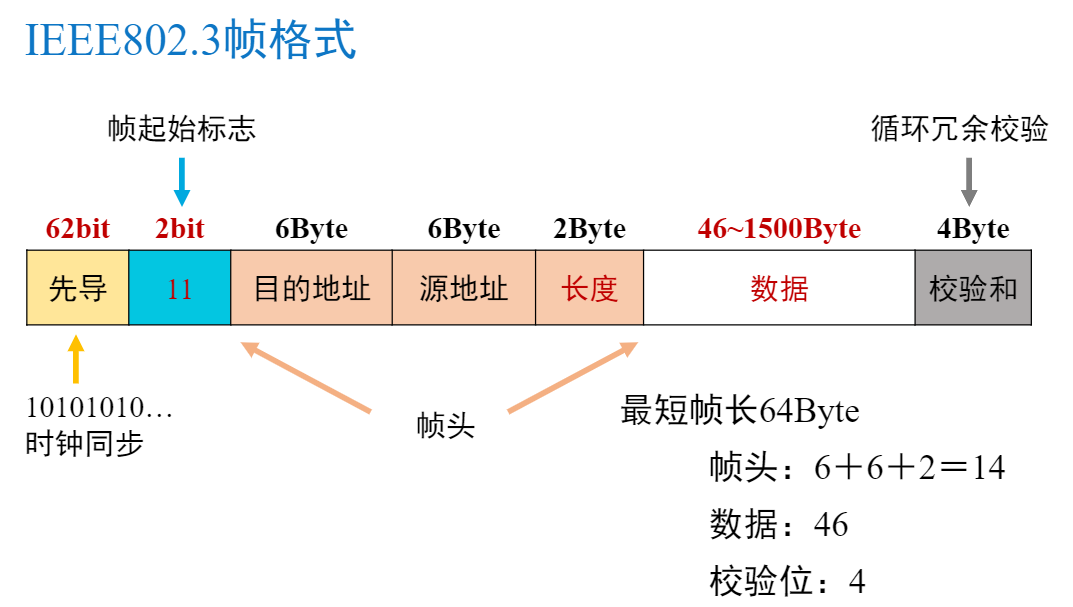 IEEE802.3帧格式
帧起始标志
循环冗余校验
62bit 2bit 6Byte 6Byte 2Byte 46~1500Byte 4Byte
先导 11 目的地址 源地址 长度 数据 校验和
10101010…
时钟同步
帧头
最短帧长64Byte
帧头：6＋6＋2＝14
数据：46
校验位：4